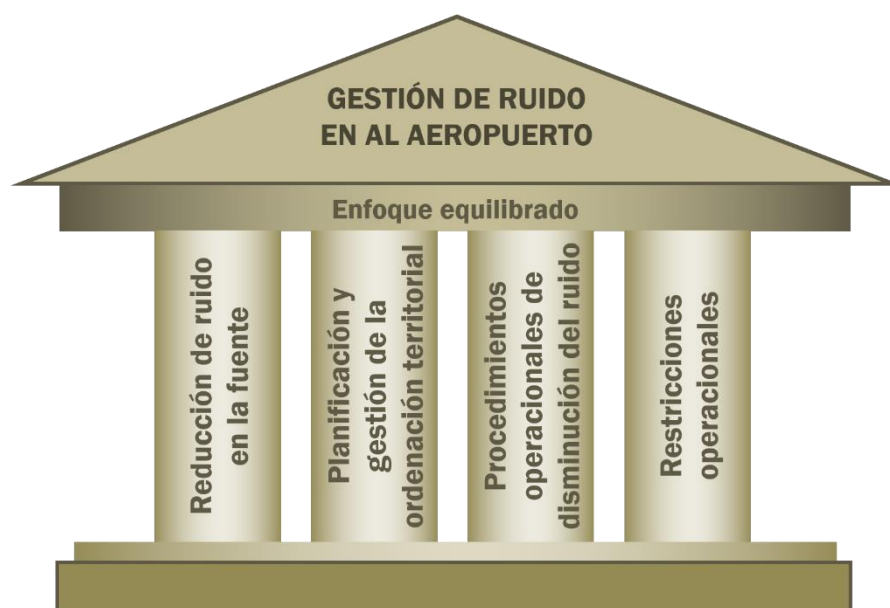 GESTIÓN DE RUIDO
EN AL AEROPUERTO
Enfoque equilibrado
Reducción de ruido
en la fuente
Planificación y
gestión de la
ordenación territorial
Procedimientos
operacionales de
disminución del ruido
Restricciones
operacionales